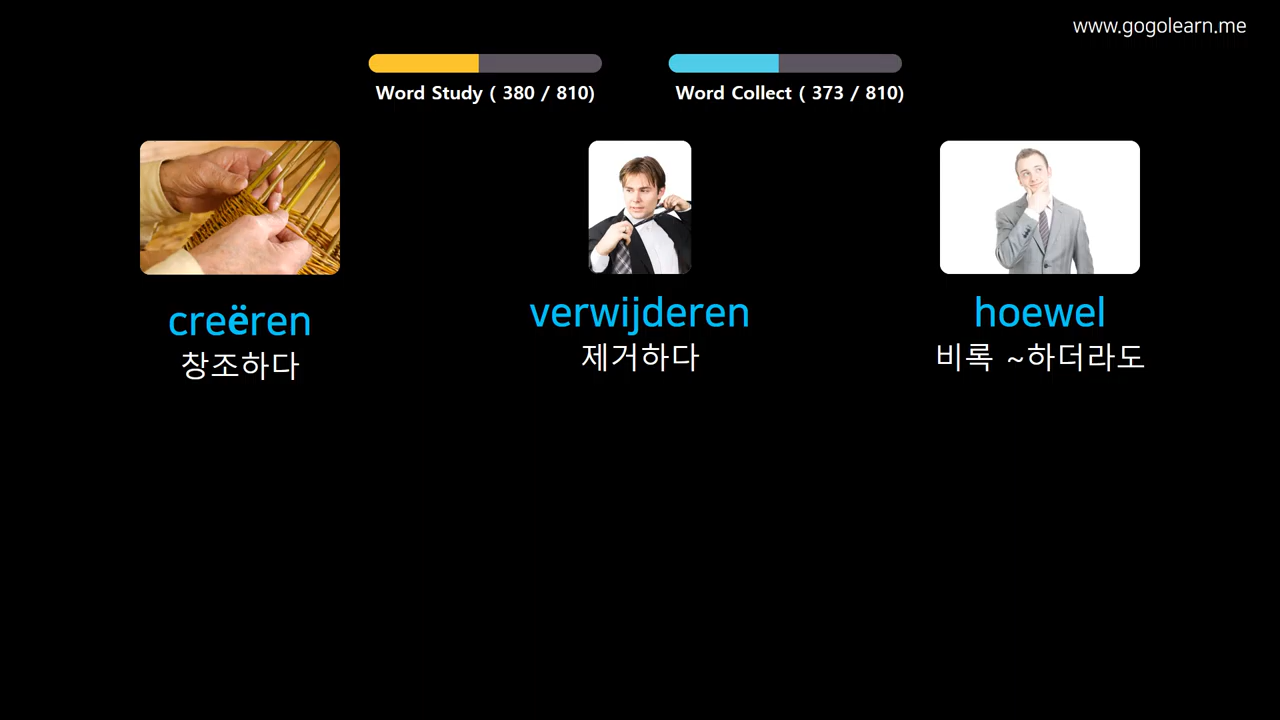 www.gogolearn.me
Word Study ( 380 / 810)
Word Collect ( 373 / 810)
creëren
창조하다
verwijderen
제거하다
hoewel
비록 ~하더라도